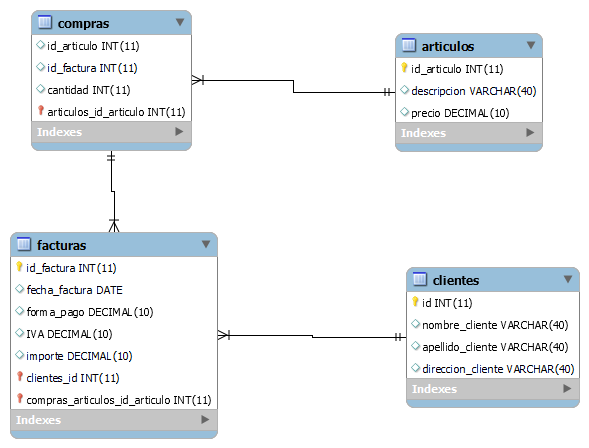 compras
id_articulo INT(11)
id_factura INT(11)
cantidad INT(11)
articulos_id_articulo INT(11)
Indexes
articulos
id_articulo INT(11)
descripcion VARCHAR(40)
precio DECIMAL(10)
Indexes
facturas
id_factura INT(11)
fecha_factura DATE
forma_pago DECIMAL(10)
IVA DECIMAL(10)
importe DECIMAL(10)
clientes_id INT(11)
compras_articulos_id_articulo INT(11)
Indexes
clientes
id INT(11)
nombre_cliente VARCHAR(40)
apellido_cliente VARCHAR(40)
direccion_cliente VARCHAR(40)
Indexes